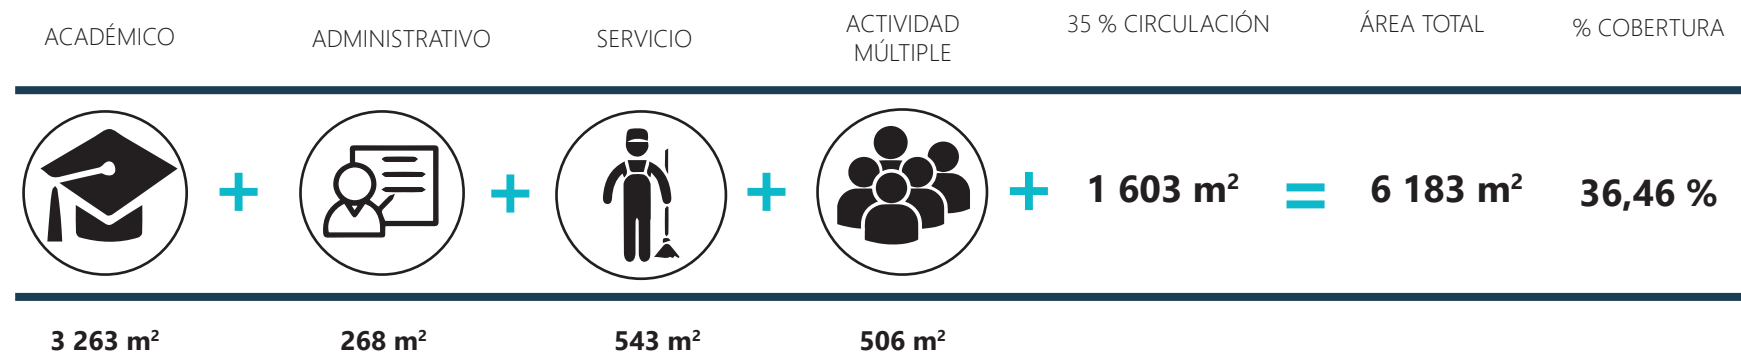 ACADÉMICO
ADMINISTRATIVO
SERVICIO
ACTIVIDAD
MÚLTIPLE
35 % CIRCULACIÓN
ÁREA TOTAL
% COBERTURA
+ + + + 1 603 m² = 6 183 m² 36,46 %
3 263 m² 268 m² 543 m² 506 m²